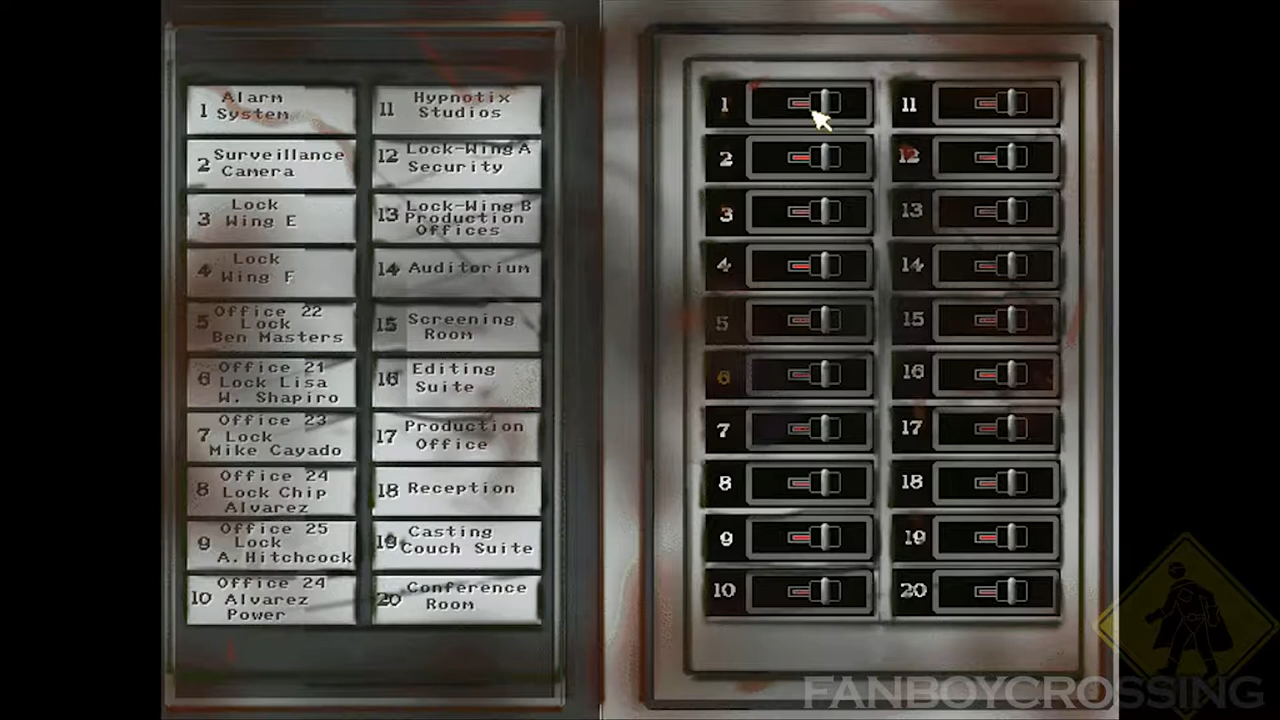 1 Alarm
System
2 Surveillance
Camera
3 Lock
Wing E
4 Lock
Wing F
5 Office 22
Lock
Ben Masters
6 Office 21
Lock Lisa
W. Shapiro
7 Office 23
Lock
Mike Cayado
8 Office 24
Lock Chip
Alvarez
9 Office 25
Lock
A.Hitchcock
10 Office 24
Alvarez
Power
11 Hypnotix
Studios
12 Lock-Wing A
Security
13 Lock-Wing B
Production
Offices
14 Auditorium
15 Screening
Room
16 Editing
Suite
17 Production
Office
18 Reception
19 Casting
Couch Suite
20 Conference
Room
1
2
3
4
5
6
7
8
9
10
11
12
13
14
15
16
17
18
19
20
FANBOYCROSSING